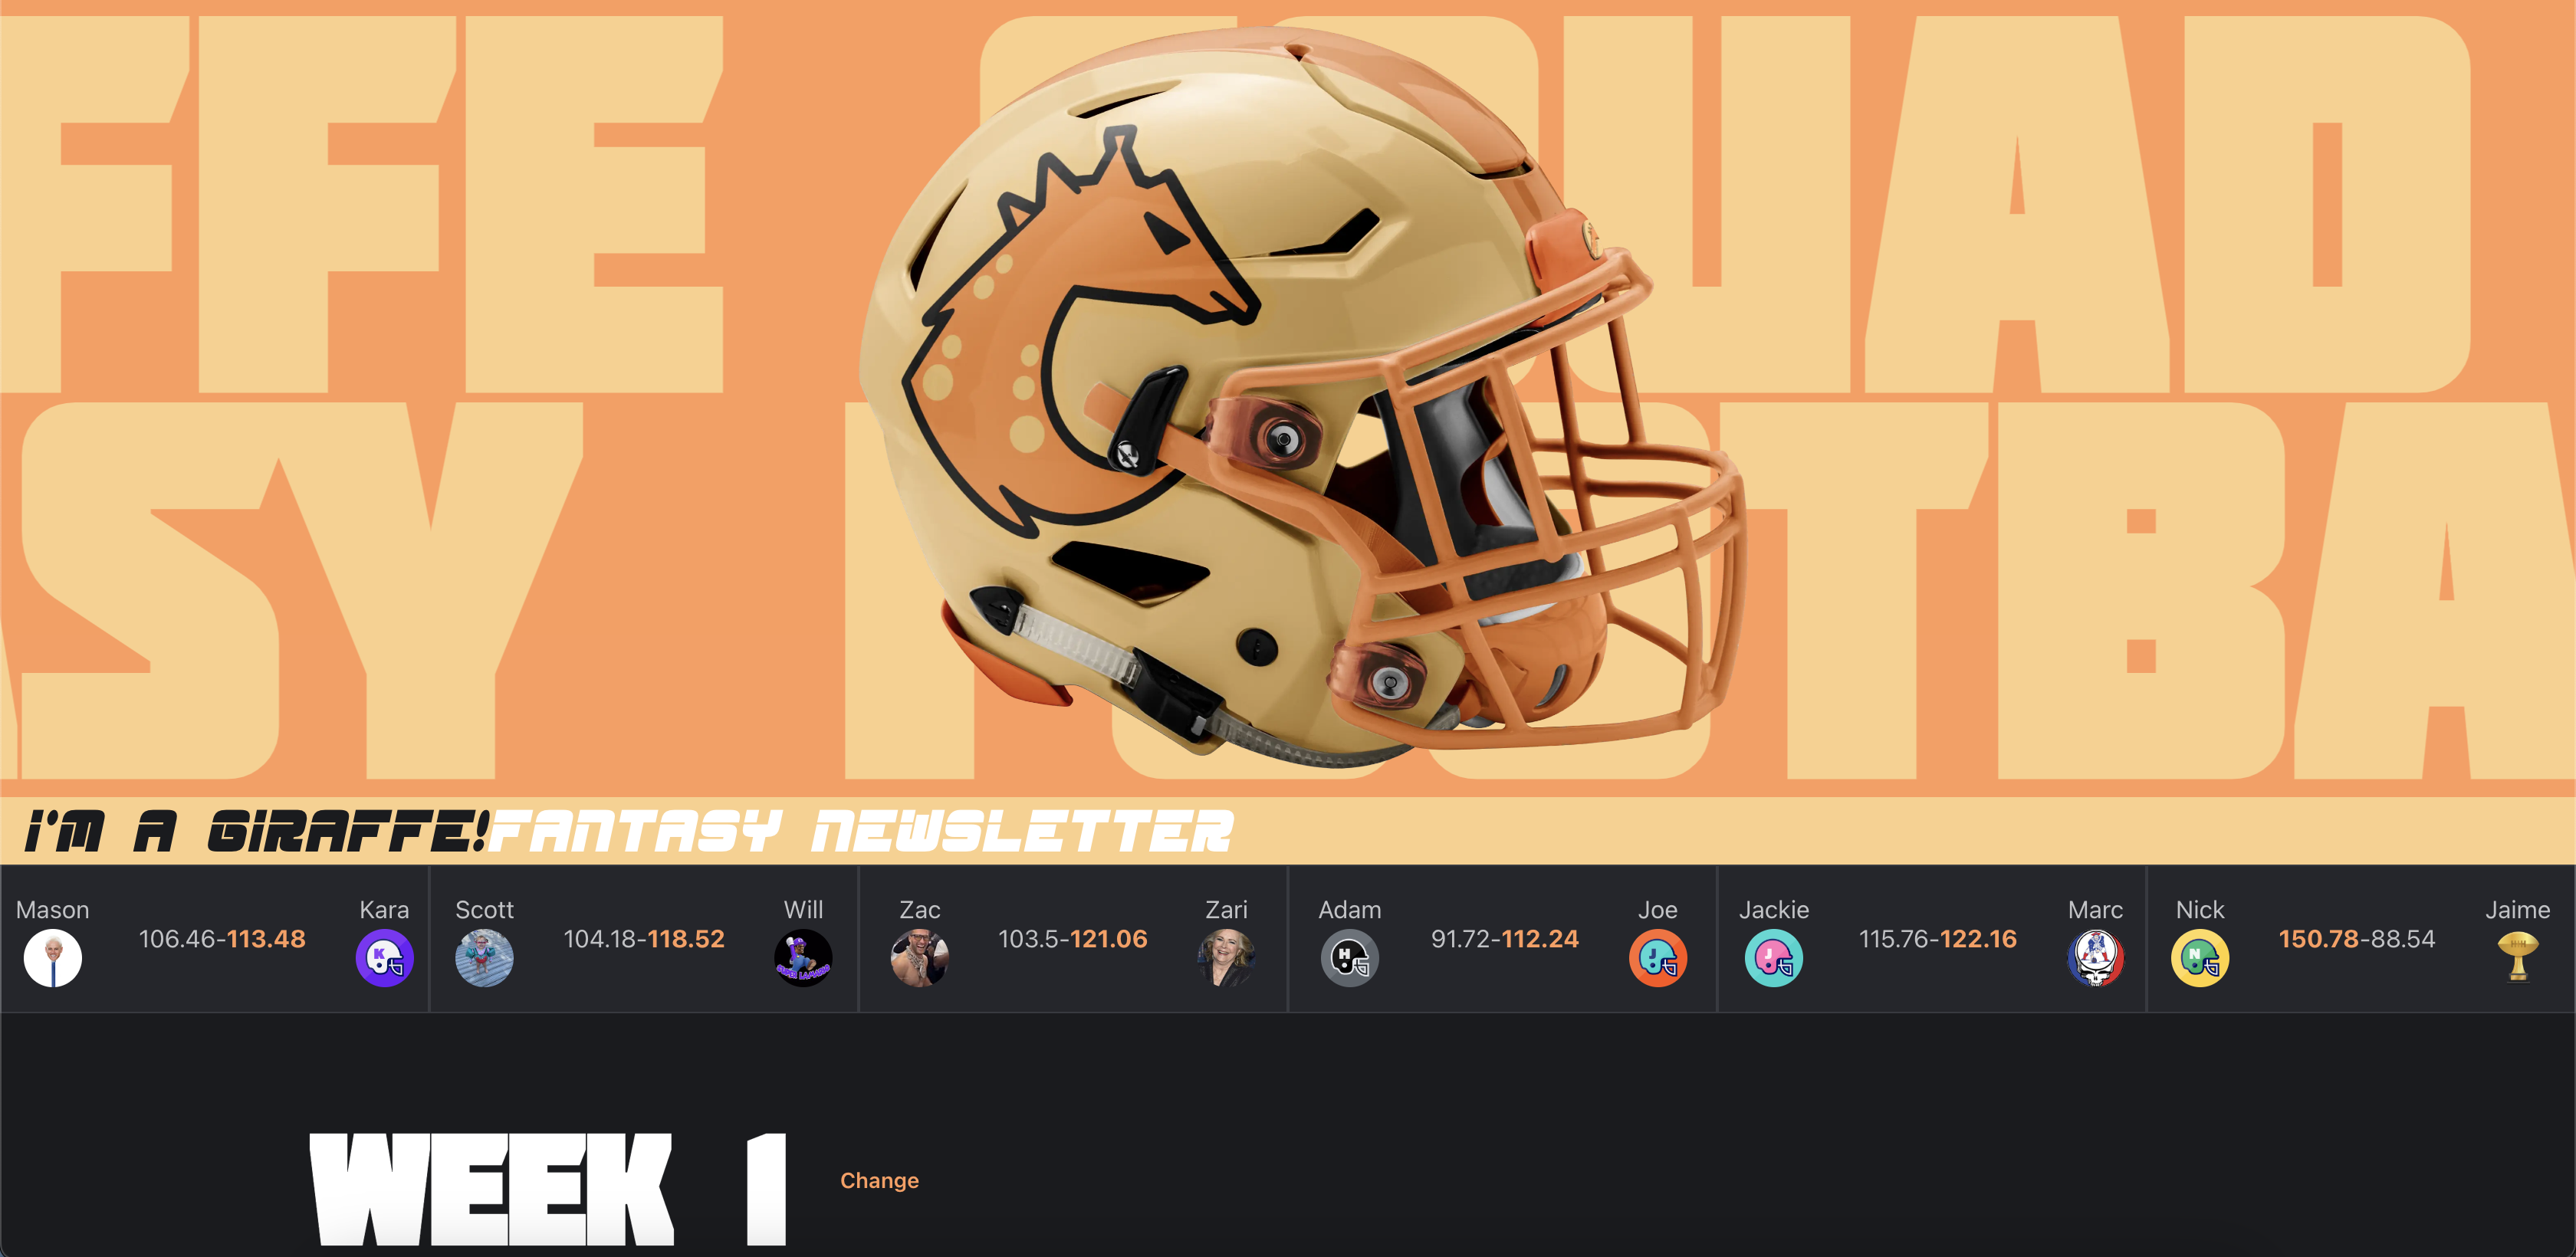 FFE SQUAD
ASY FOOTBA
I'M A GIRAFFE!FANTASY NEWSLETTER
Mason 106.46-113.48 Kara
Scott 104.18-118.52 Will
Zac 103.5-121.06 Zari
Adam 91.72-112.24 Joe
Jackie 115.76-122.16 Marc
Nick 150.78-88.54 Jaime
K
H
J
J
N
WEEK 1
Change